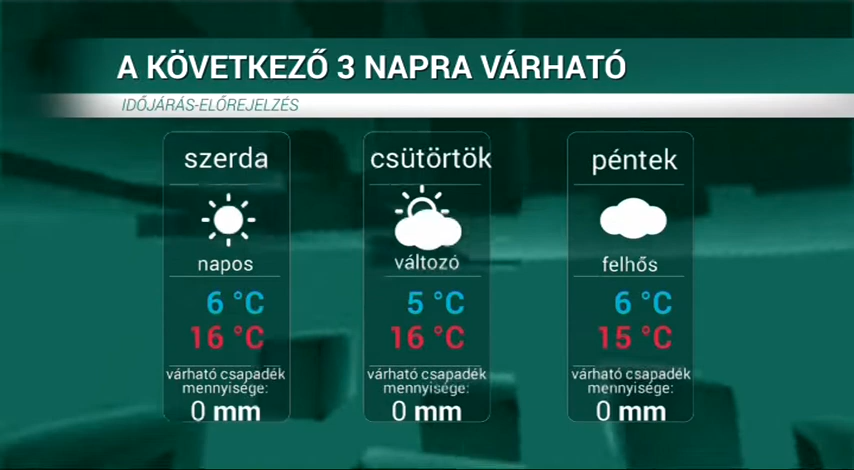 A KÖVETKEZŐ 3 NAPRA VÁRHATÓ
IDŐJÁRÁS-ELŐREJELZÉS
szerda
napos
6 °C
16 °C
várható csapadék
mennyisége:
0 mm
csütörtök
változó
5 °C
16 °C
várható csapadék
mennyisége:
0 mm
péntek
felhős
6 °C
15 °C
várható csapadék
mennyisége:
0 mm